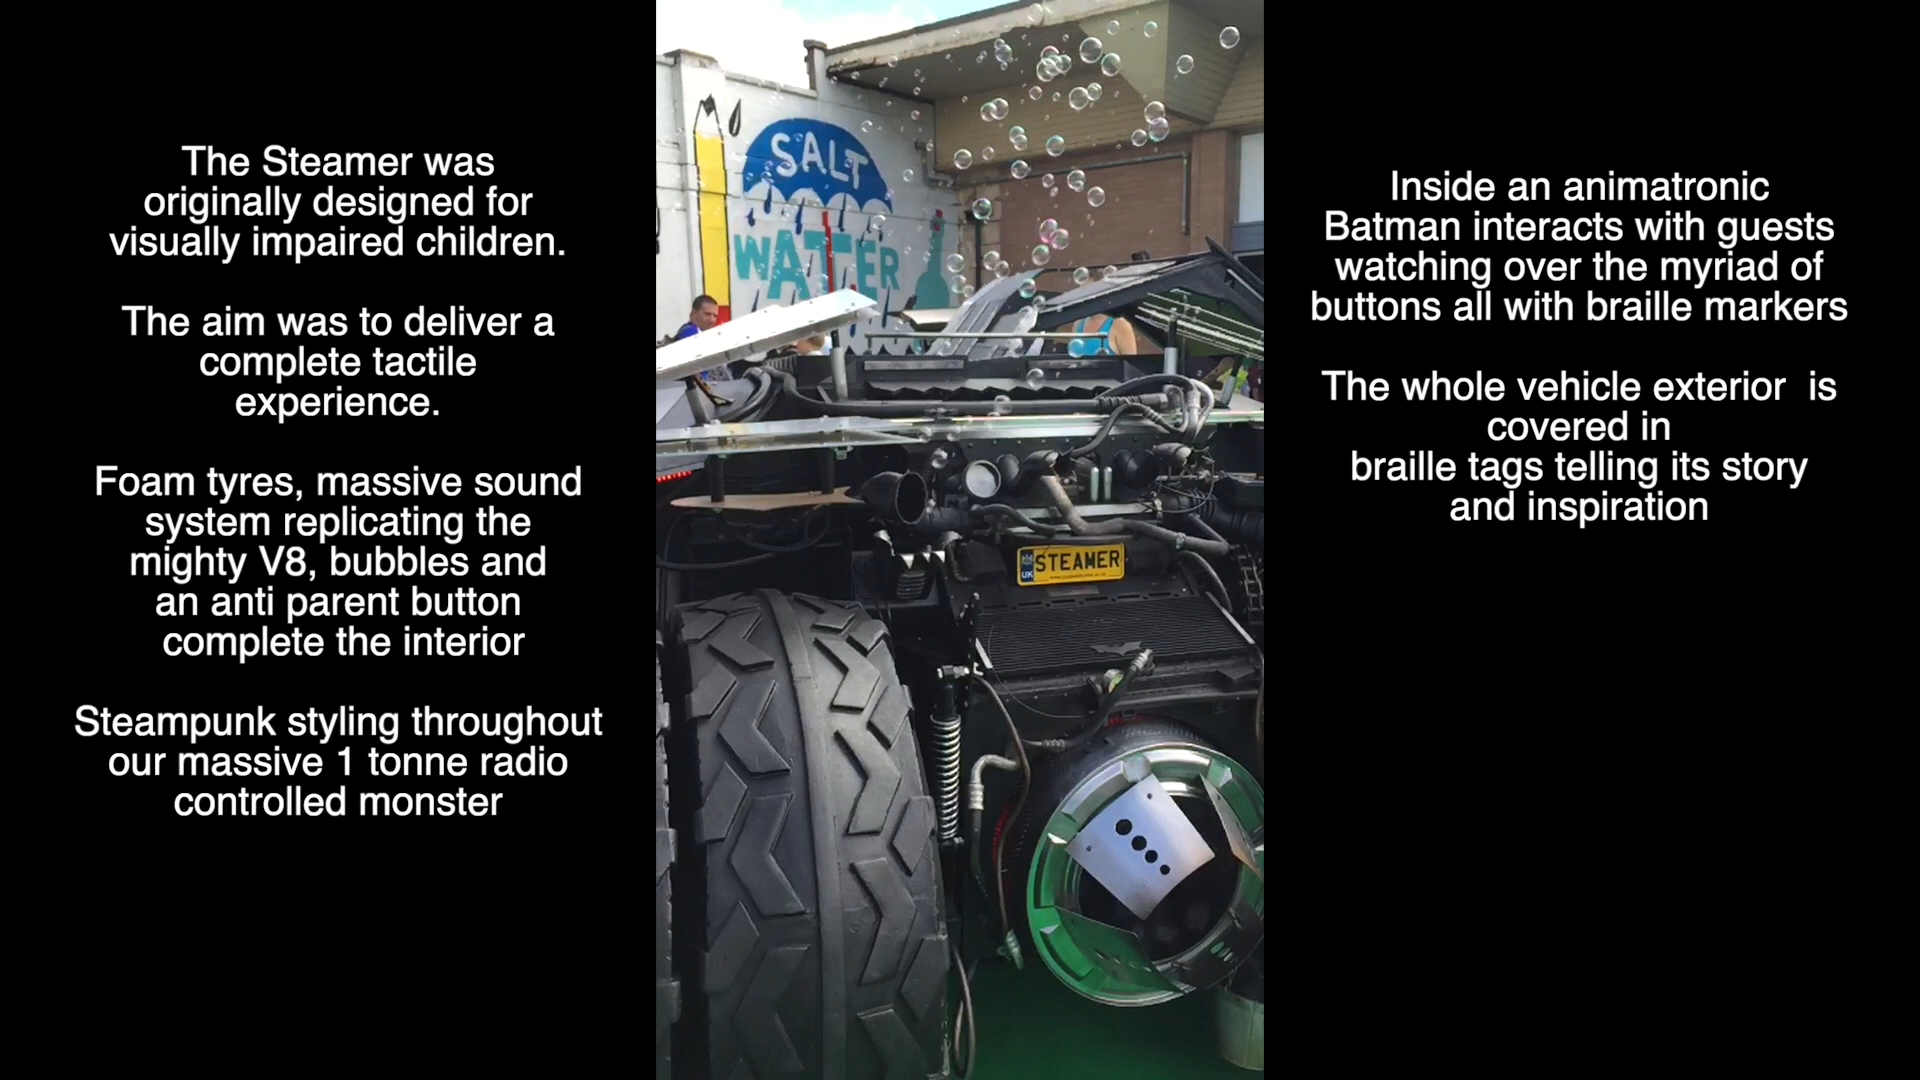 The Steamer was
originally designed for
visually impaired children.
The aim was to deliver a
complete tactile
experience.
Foam tyres, massive sound
system replicating the
mighty V8, bubbles and
an anti parent button
complete the interior
Steampunk styling throughout
our massive 1 tonne radio
controlled monster
SALT
WATER
UK STEAMER
Inside an animatronic
Batman interacts with guests
watching over the myriad of
buttons all with braille markers
The whole vehicle exterior is
covered in
braille tags telling its story
and inspiration